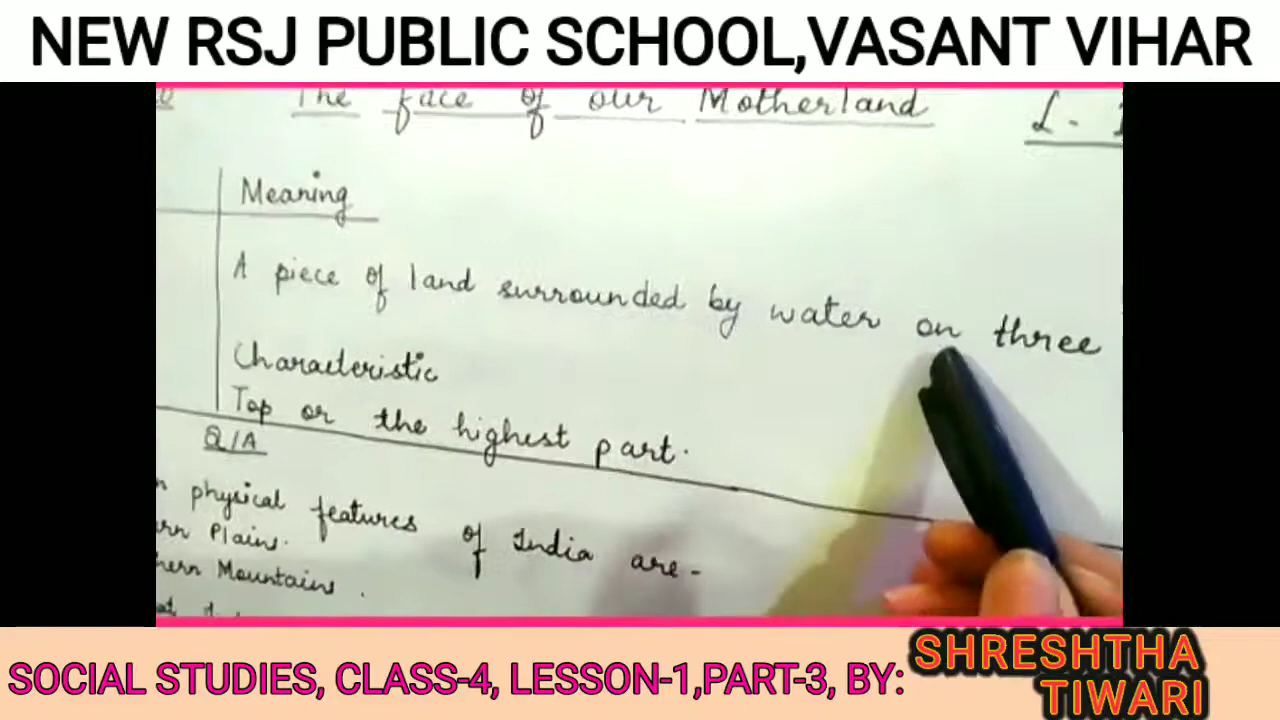 NEW RSJ PUBLIC SCHOOL,VASANT VIHAR
The face of our Motherland L.
Meaning
A piece of land surrounded by water on three
Characteristic
Top or the highest part.
Q/A
physical features of India are-
Plains.
Mountains.
SOCIAL STUDIES, CLASS-4, LESSON-1,PART-3, BY: SHRESHTHA
TIWARI